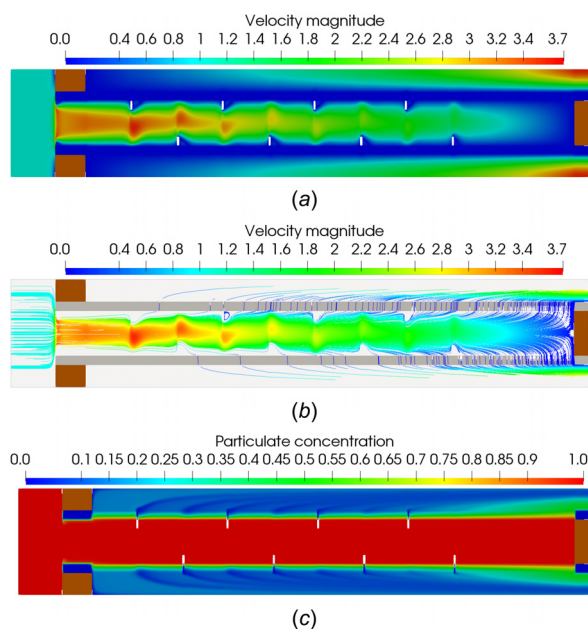 Velocity magnitude
0.0 0.4 0.6 0.8 1 1.2 1.4 1.6 1.8 2 2.2 2.4 2.6 2.8 3 3.2 3.4 3.7
(a)
Velocity magnitude
0.0 0.4 0.6 0.8 1 1.2 1.4 1.6 1.8 2 2.2 2.4 2.6 2.8 3 3.2 3.4 3.7
(b)
Particulate concentration
0.0 0.1 0.15 0.2 0.25 0.3 0.35 0.4 0.45 0.5 0.55 0.6 0.65 0.7 0.75 0.8 0.85 0.9 1.0
(c)